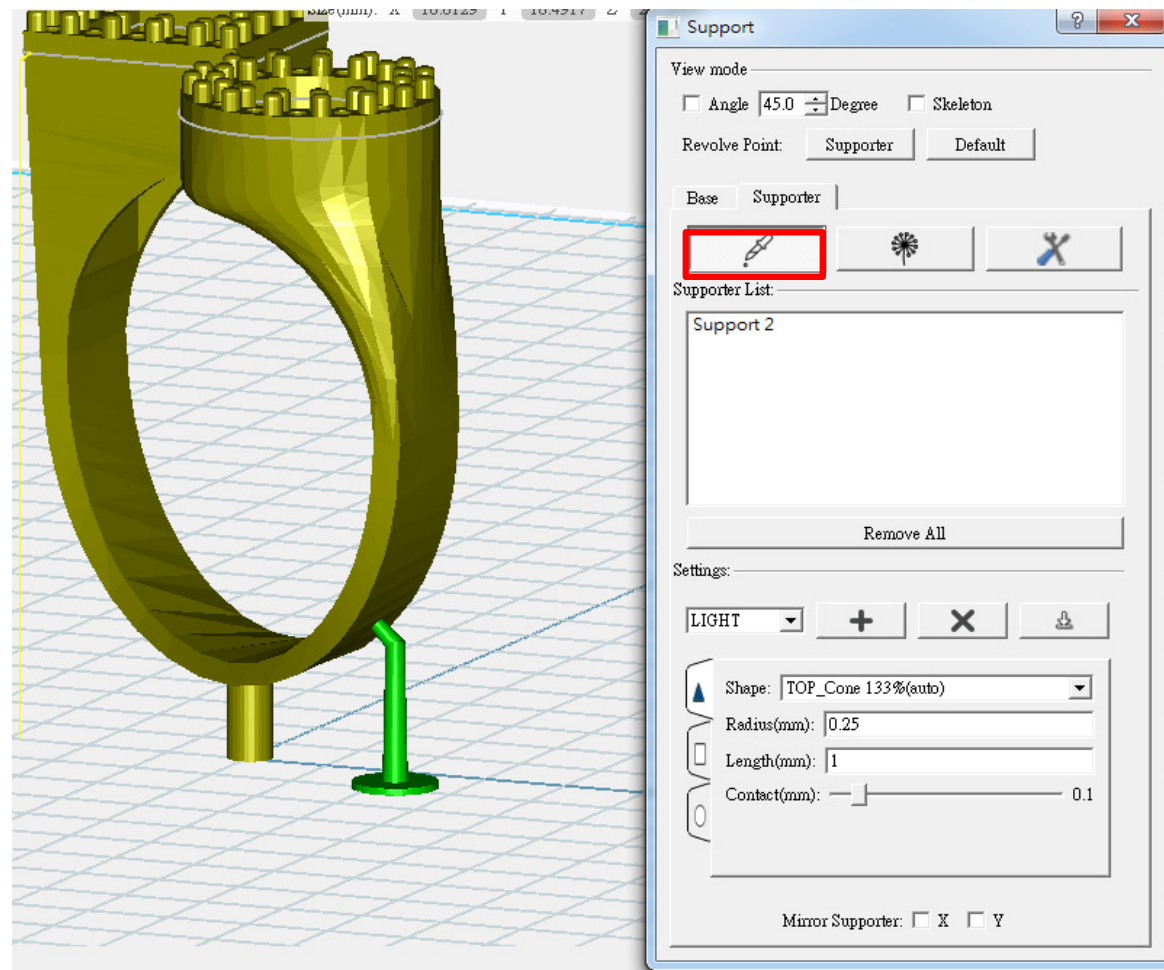 Support
View mode
Angle 45.0 Degree Skeleton
Revolve Point: Supporter Default
Base Supporter
Supporter List:
Support 2
Remove All
Settings:
LIGHT
Shape: TOP_Cone 133%(auto)
Radius(mm): 0.25
Length(mm): 1
Contact(mm): 0.1
Mirror Supporter: X Y